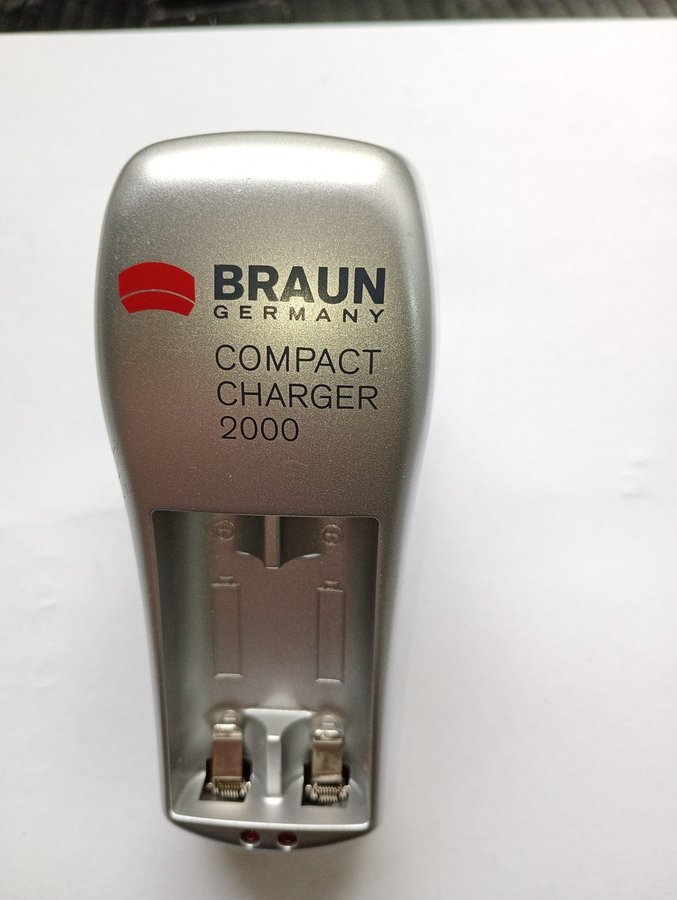 BRAUN
GERMANY
COMPACT
CHARGER
2000